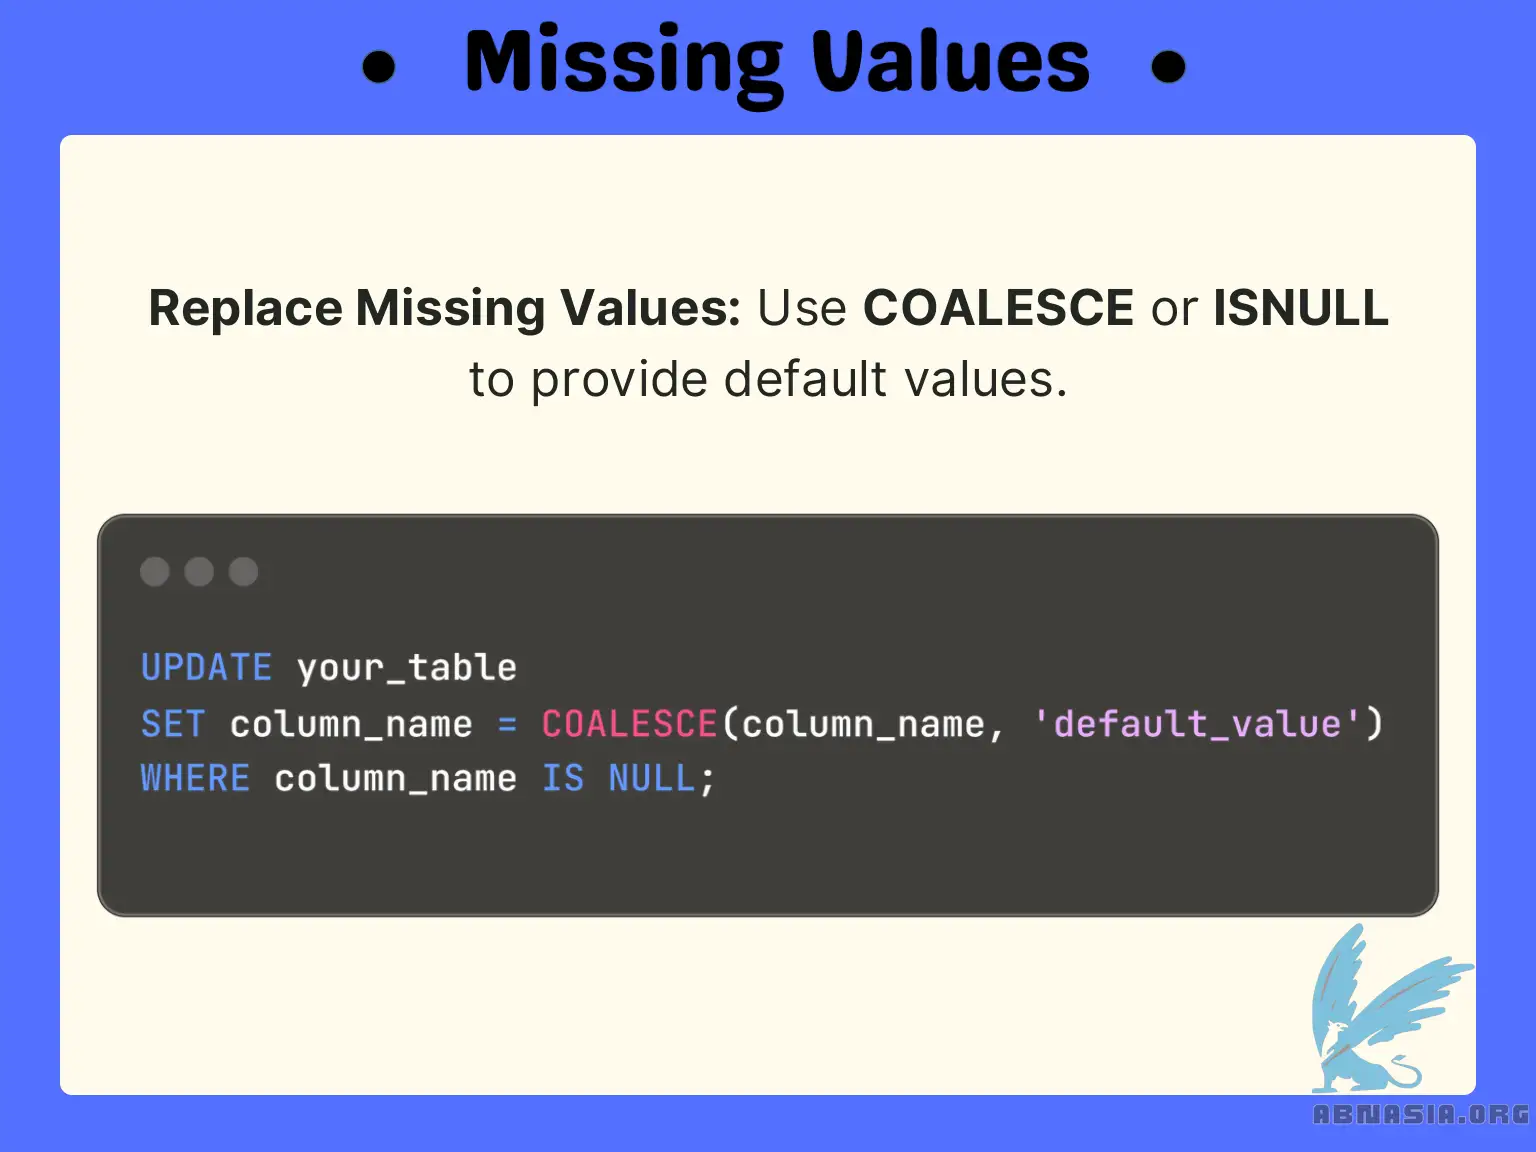 • Missing Values •
Replace Missing Values: Use COALESCE or ISNULL
to provide default values.
UPDATE your_table
SET column_name = COALESCE(column_name, 'default_value')
WHERE column_name IS NULL;
ABNASIA.ORG